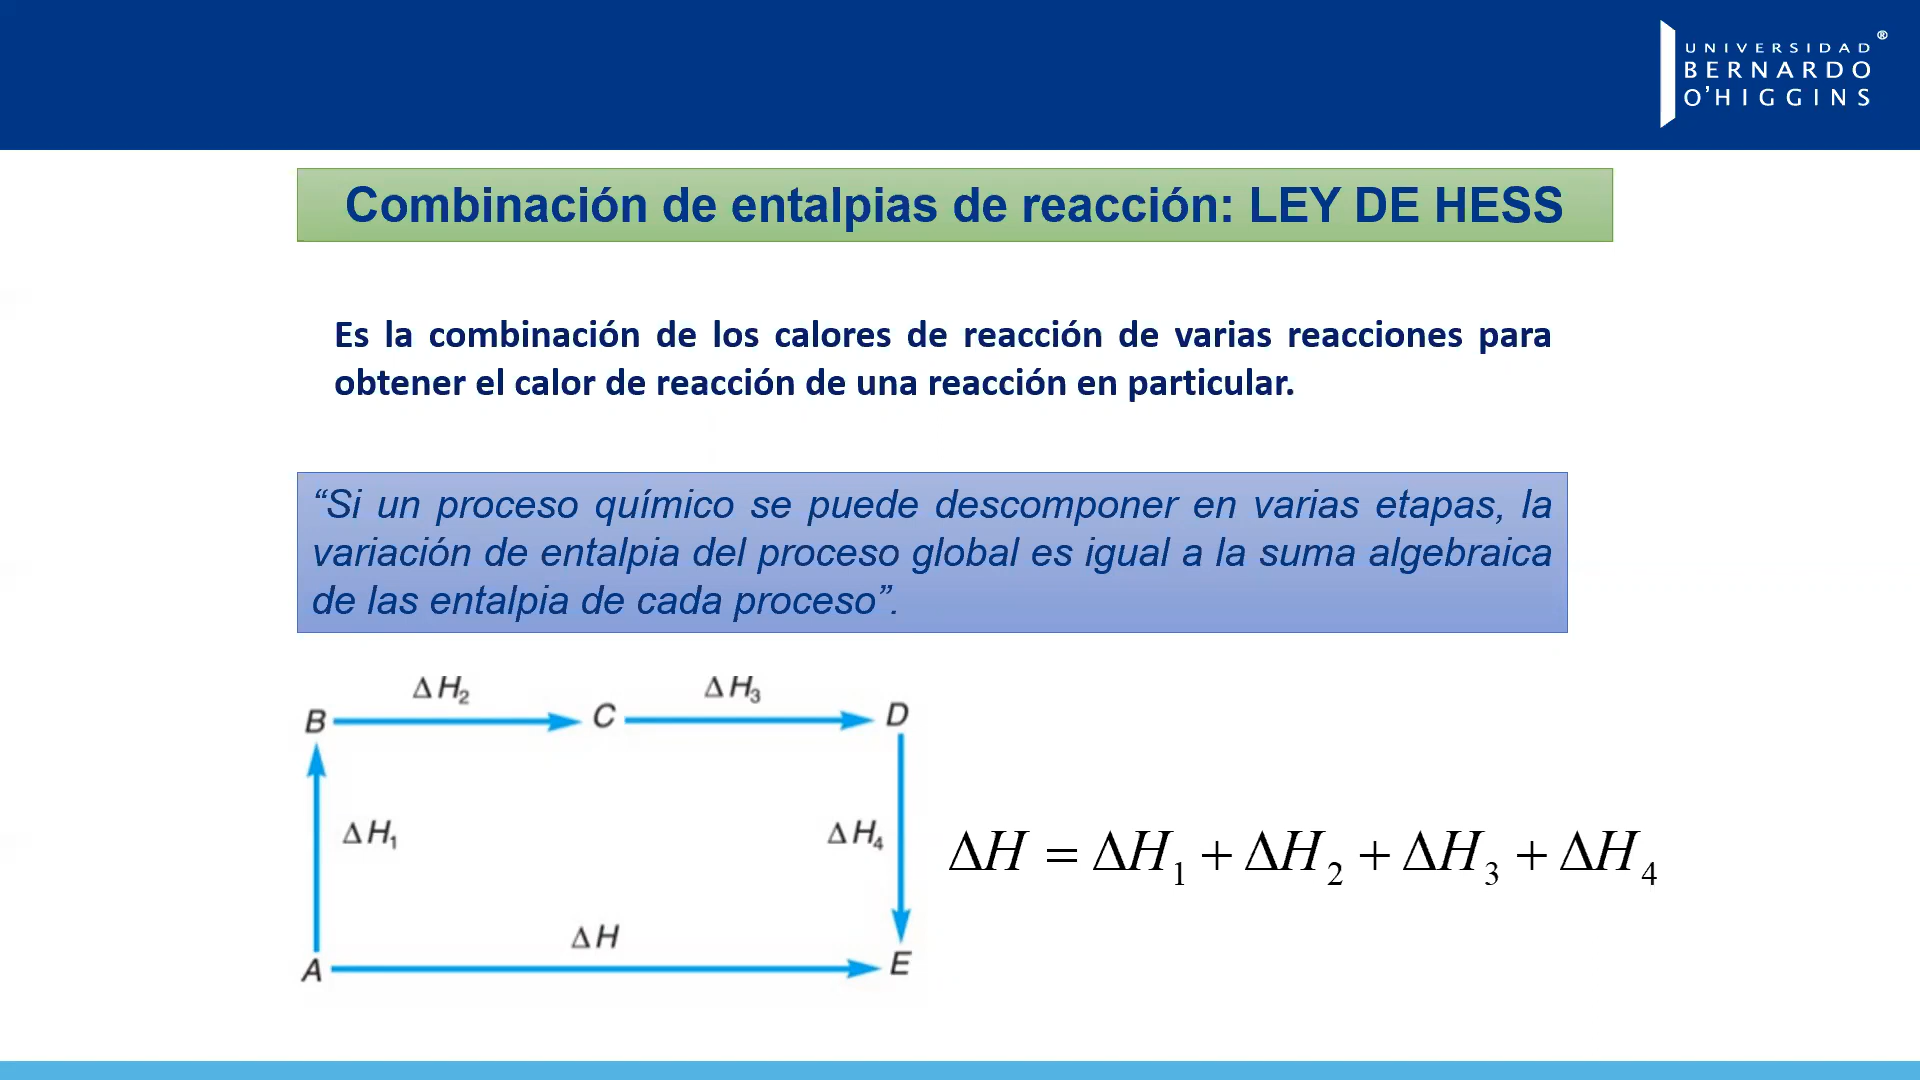 UNIVERSIDAD ®
BERNARDO
O'HIGGINS
Combinación de entalpias de reacción: LEY DE HESS
Es la combinación de los calores de reacción de varias reacciones para
obtener el calor de reacción de una reacción en particular.
“Si un proceso químico se puede descomponer en varias etapas, la
variación de entalpia del proceso global es igual a la suma algebraica
de las entalpia de cada proceso”.
ΔH₂ ΔH₃
B C D
ΔH₁ ΔH₄
ΔH = ΔH₁ + ΔH₂ + ΔH₃ + ΔH₄
ΔH
A E